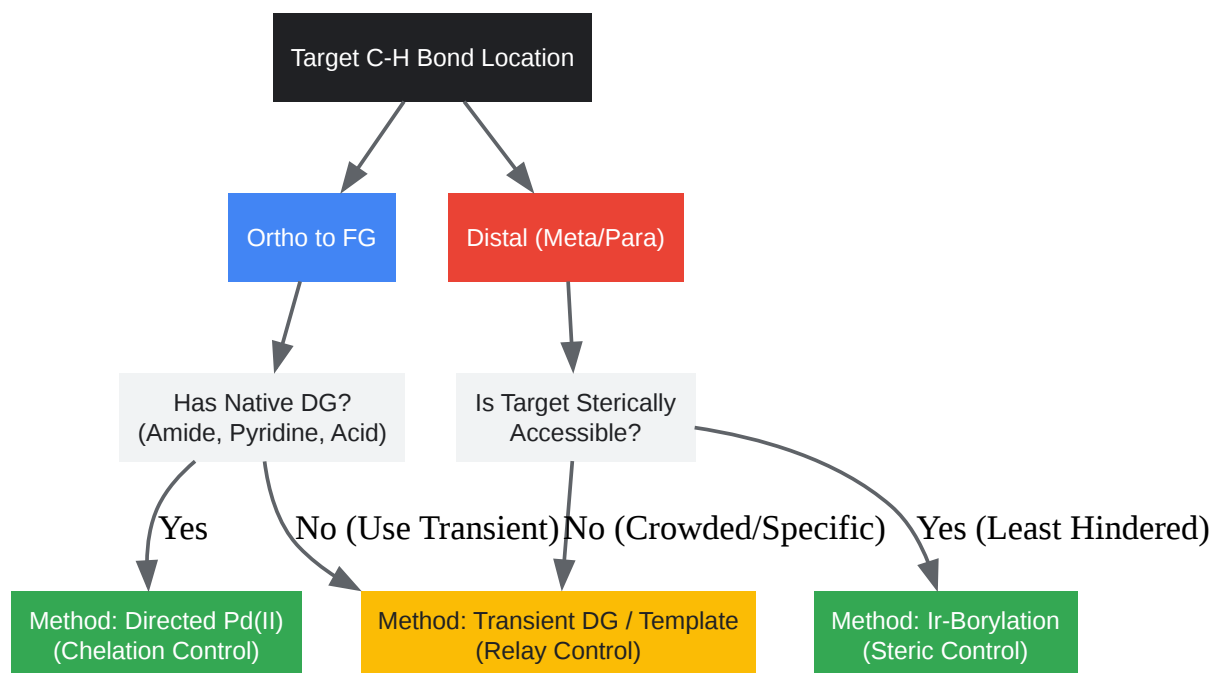 Target C-H Bond Location
Ortho to FG
Distal (Meta/Para)
Has Native DG?
(Amide, Pyridine, Acid)
Is Target Sterically
Accessible?
Yes
No (Use Transient)
No (Crowded/Specific)
Yes (Least Hindered)
Method: Directed Pd(II)
(Chelation Control)
Method: Transient DG / Template
(Relay Control)
Method: Ir-Borylation
(Steric Control)